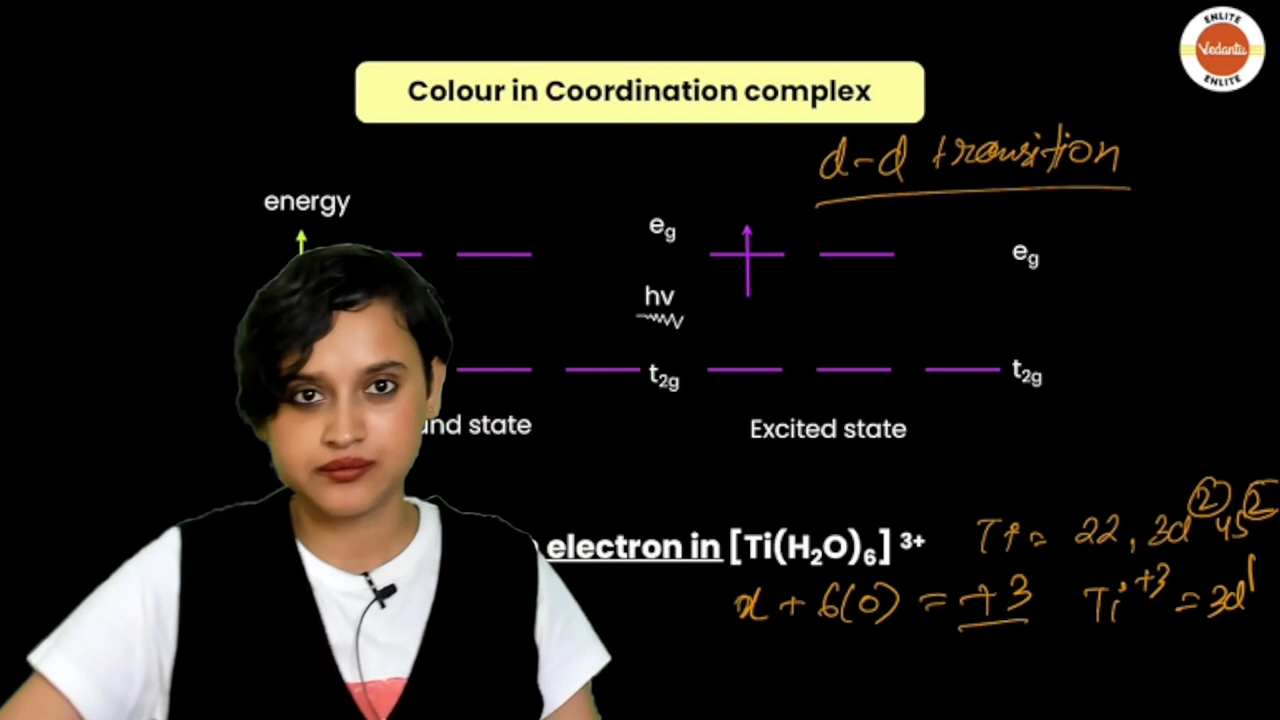 ENLITE
Vedantu
ENLITE
Colour in Coordination complex
d-d transition
energy
eg
eg
hv
t2g
t2g
und state
Excited state
electron in [Ti(H2O)6] 3+
Ti = 22, 3d2 4s2
x + 6(0) = +3 Ti+3 = 3d1